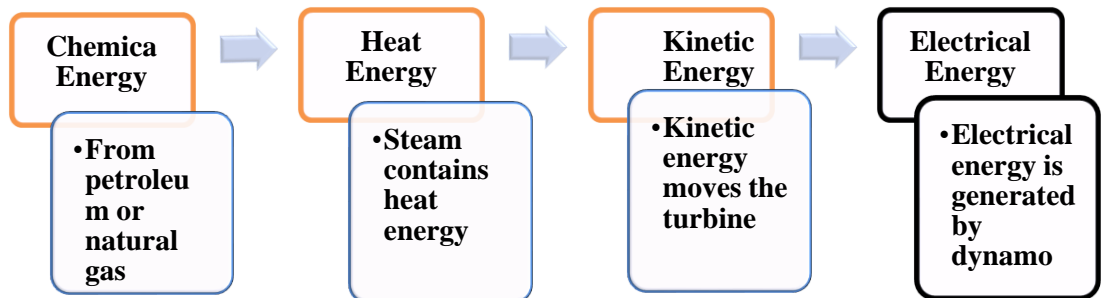 Chemica
Energy
•From
petroleu
m or
natural
gas
Heat
Energy
•Steam
contains
heat
energy
Kinetic
Energy
•Kinetic
energy
moves the
turbine
Electrical
Energy
•Electrical
energy is
generated
by
dynamo